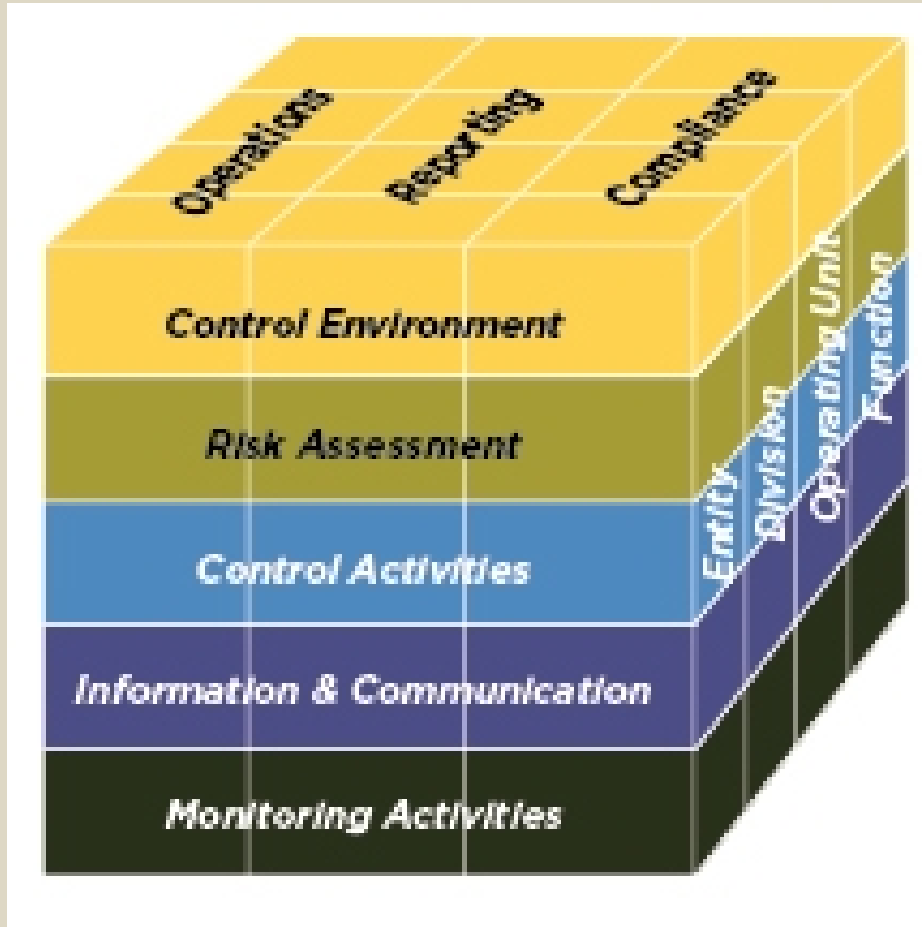 Operations
Reporting
Compliance
Control Environment
Risk Assessment
Control Activities
Information & Communication
Monitoring Activities
Entity
Division
Operating Unit
Function